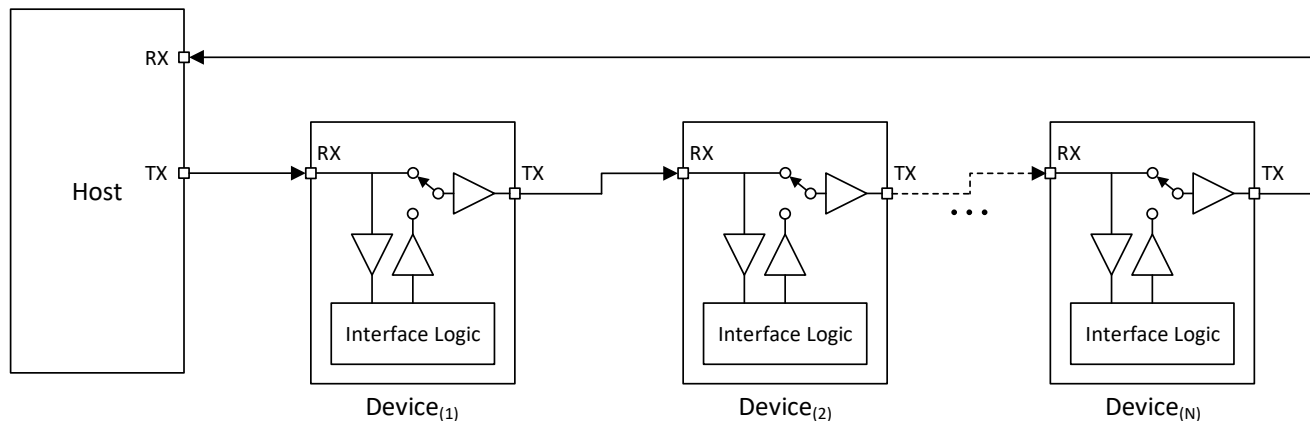 RX
TX
Host
RX
TX
Interface Logic
Device(1)
RX
TX
Interface Logic
Device(2)
...
RX
TX
Interface Logic
Device(N)